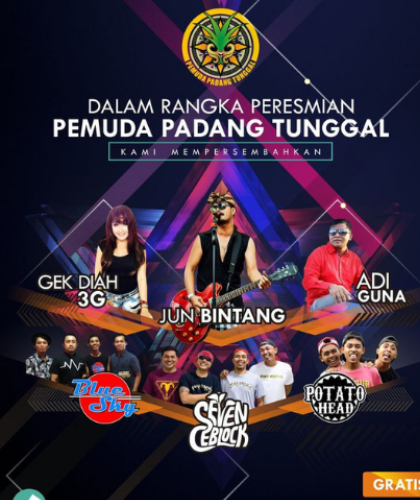 PEMUDA PADANG TUNGGAL
DALAM RANGKA PERESMIAN
PEMUDA PADANG TUNGGAL
KAMI MEMPERSEMBAHKAN
GEK DIAH
3G
JUN BINTANG
ADI
GUNA
Blue
Sky
SEVEN
CEBLOCK
POTATO
HEAD
GRATIS